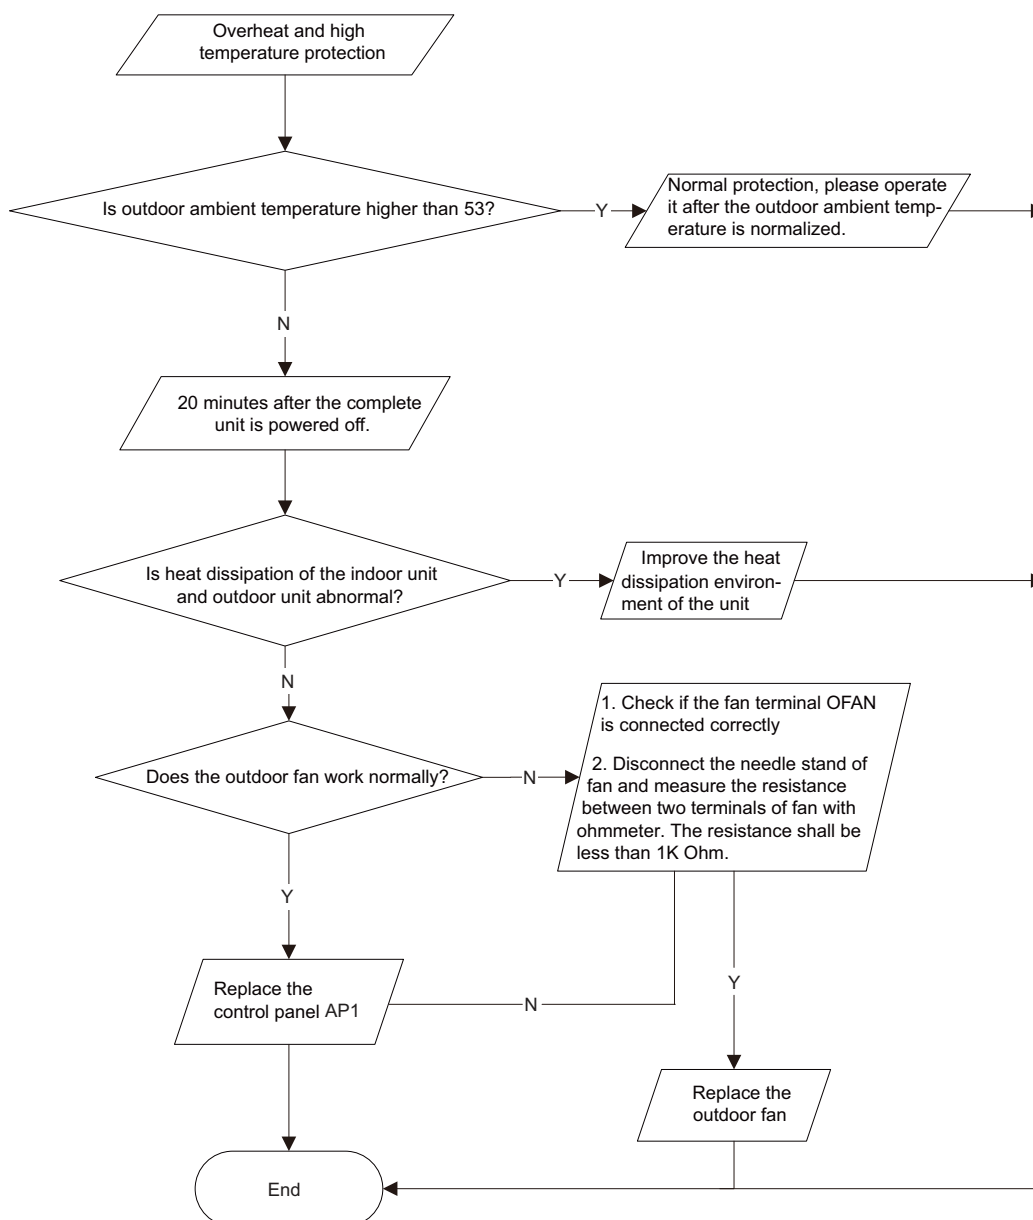 Overheat and high
temperature protection
Is outdoor ambient temperature higher than 53?
Y
Normal protection, please operate
it after the outdoor ambient temp-
erature is normalized.
N
20 minutes after the complete
unit is powered off.
Is heat dissipation of the indoor unit
and outdoor unit abnormal?
Y
Improve the heat
dissipation environ-
ment of the unit
N
Does the outdoor fan work normally?
N
1. Check if the fan terminal OFAN
is connected correctly
2. Disconnect the needle stand of
fan and measure the resistance
between two terminals of fan with
ohmmeter. The resistance shall be
less than 1K Ohm.
Y
Replace the
control panel AP1
N
Y
Replace the
outdoor fan
End